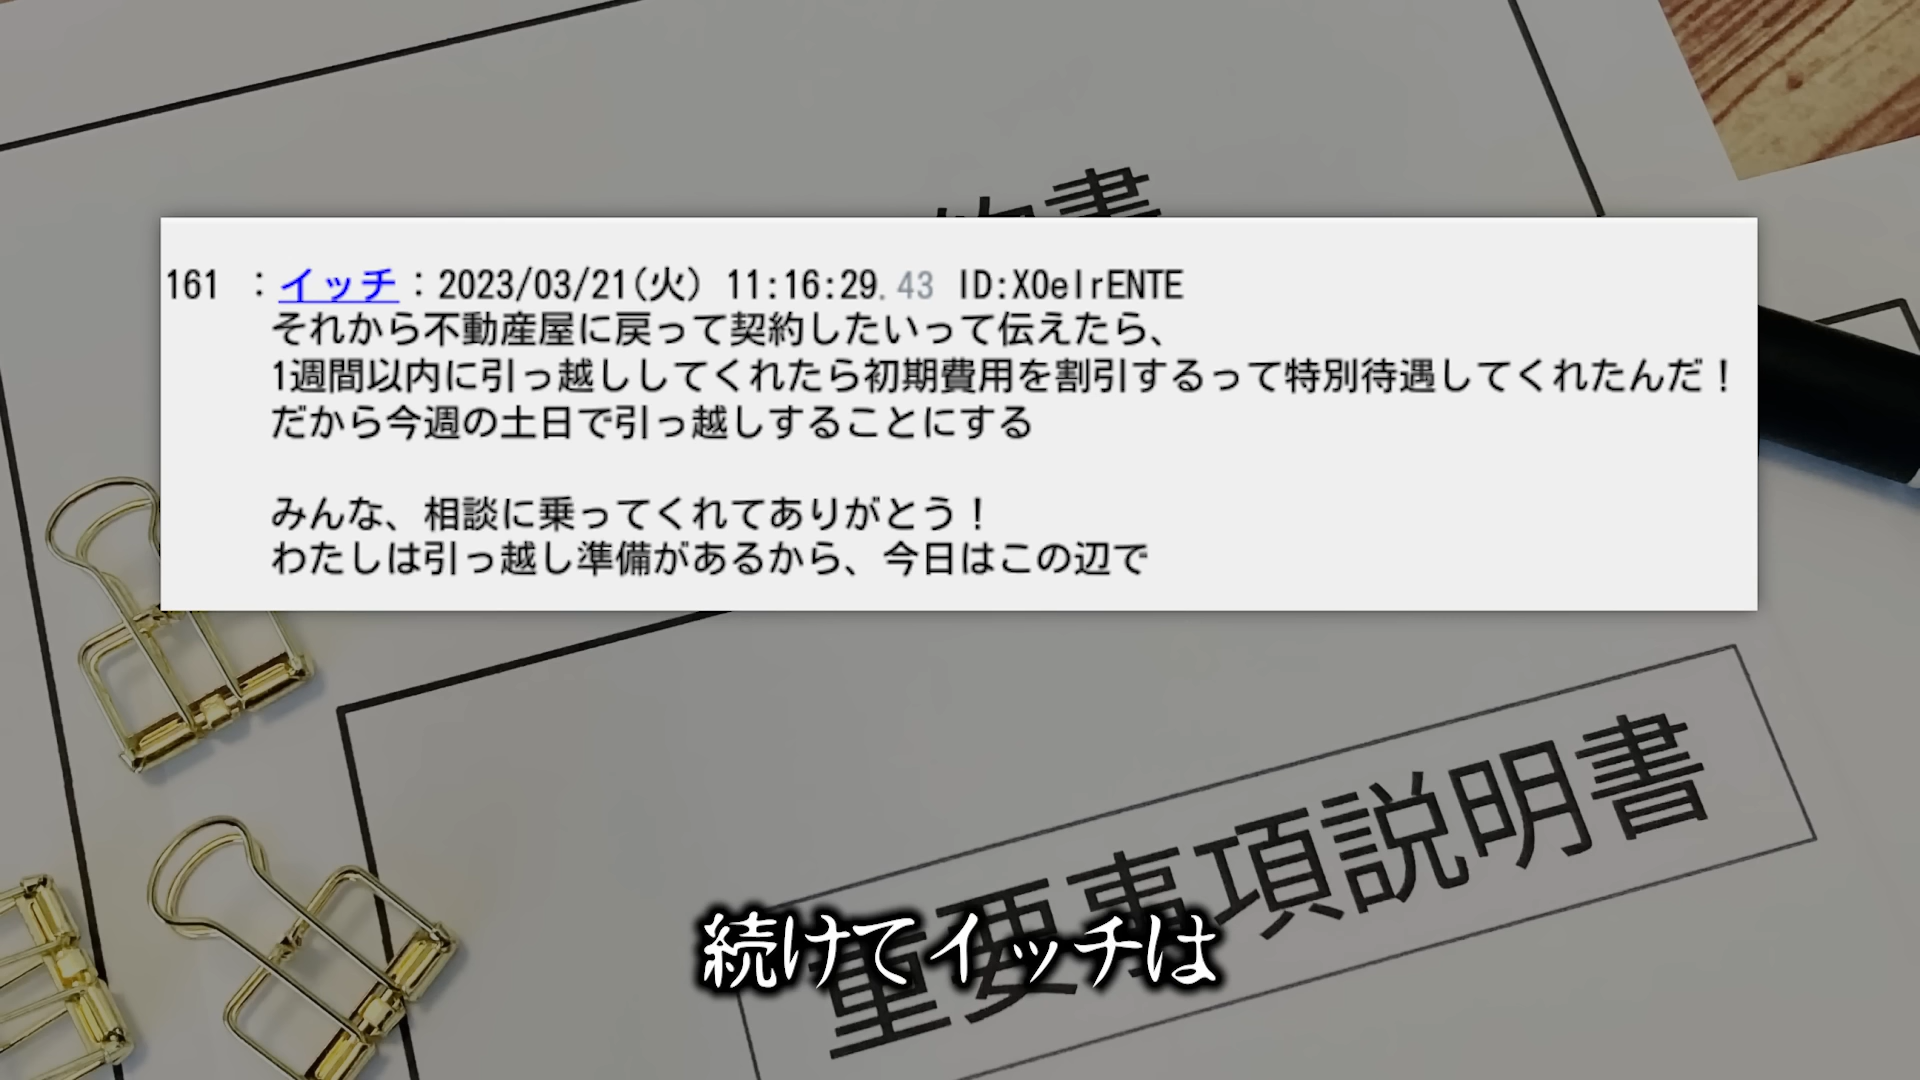 約書
161 ：イッチ：2023/03/21(火) 11:16:29.43 ID:X0elrENTE
それから不動産屋に戻って契約したいって伝えたら、
1週間以内に引っ越ししてくれたら初期費用を割引するって特別待遇してくれたんだ！
だから今週の土日で引っ越しすることにする
みんな、相談に乗ってくれてありがとう！
わたしは引っ越し準備があるから、今日はこの辺で
重要事項説明書
続けてイッチは